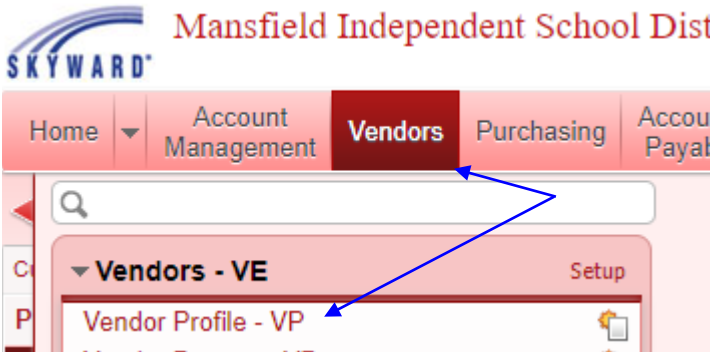 Mansfield Independent School Dist
SKYWARD
Home
Account
Management
Vendors
Purchasing
Accou
Payab
Vendors - VE
Setup
Vendor Profile - VP